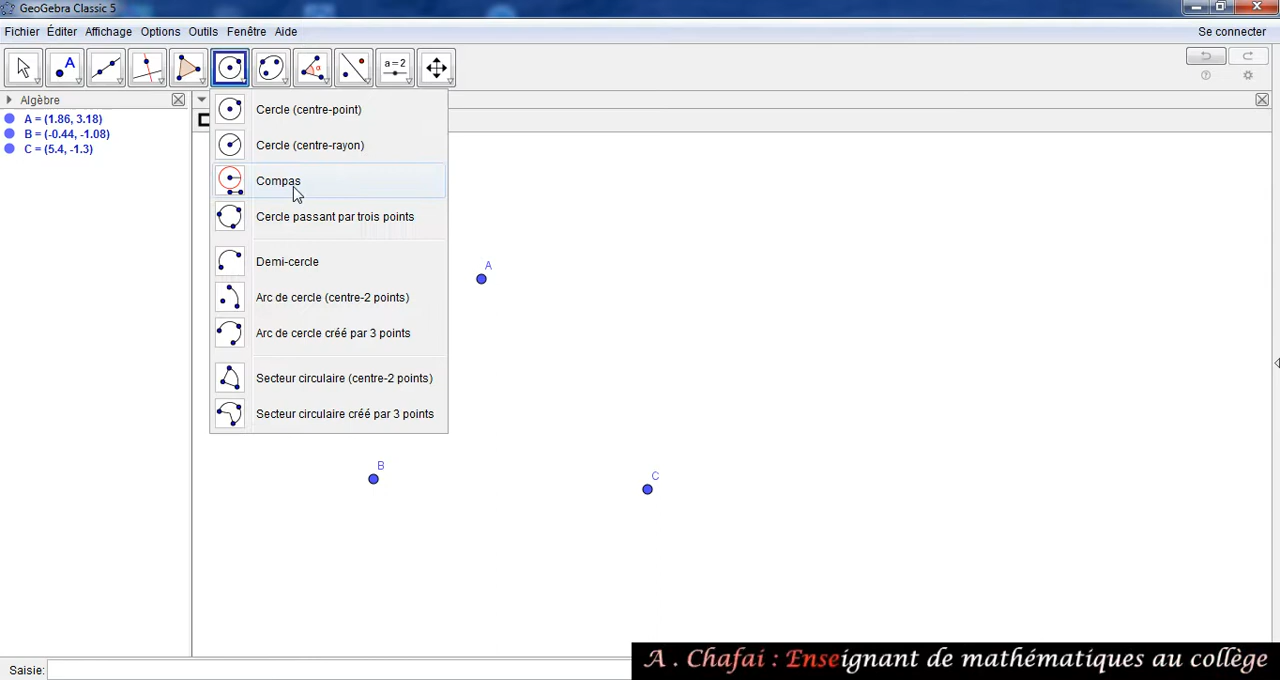 GeoGebra Classic 5
Fichier Éditer Affichage Options Outils Fenêtre Aide
Se connecter
A
a = 2
Algèbre
A = (1.86, 3.18)
B = (-0.44, -1.08)
C = (5.4, -1.3)
Cercle (centre-point)
Cercle (centre-rayon)
Compas
Cercle passant par trois points
Demi-cercle
Arc de cercle (centre-2 points)
Arc de cercle créé par 3 points
Secteur circulaire (centre-2 points)
Secteur circulaire créé par 3 points
A
B
C
Saisie:
A . Chafai : Enseignant de mathématiques au collège